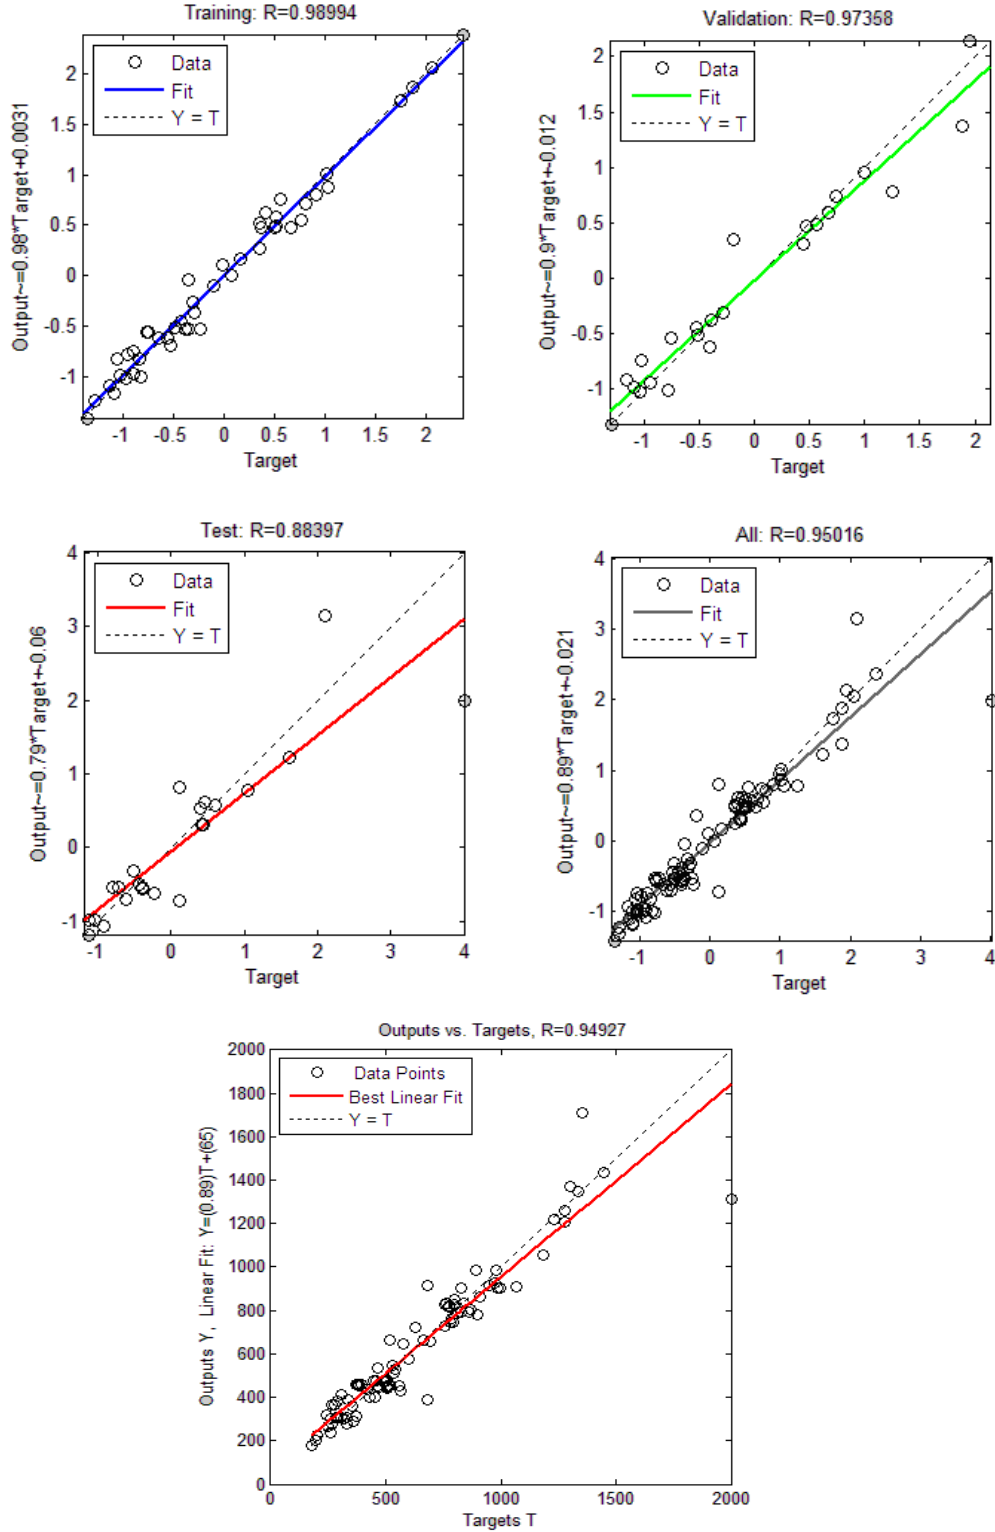 Training: R=0.98994
Data
Fit
Y = T
Output~=0.98*Target+0.0031
2
1.5
1
0.5
0
-0.5
-1
-1 -0.5 0 0.5 1 1.5 2
Target
Validation: R=0.97358
Data
Fit
Y = T
Output~=0.9*Target+-0.012
2
1.5
1
0.5
0
-0.5
-1
-1 -0.5 0 0.5 1 1.5 2
Target
Test: R=0.88397
Data
Fit
Y = T
Output~=0.79*Target+-0.06
4
3
2
1
0
-1
-1 0 1 2 3 4
Target
All: R=0.95016
Data
Fit
Y = T
Output~=0.89*Target+-0.021
4
3
2
1
0
-1
-1 0 1 2 3 4
Target
Outputs vs. Targets, R=0.94927
Data Points
Best Linear Fit
Y = T
Outputs Y, Linear Fit: Y=(0.89)T+(65)
2000
1800
1600
1400
1200
1000
800
600
400
200
0
0 500 1000 1500 2000
Targets T